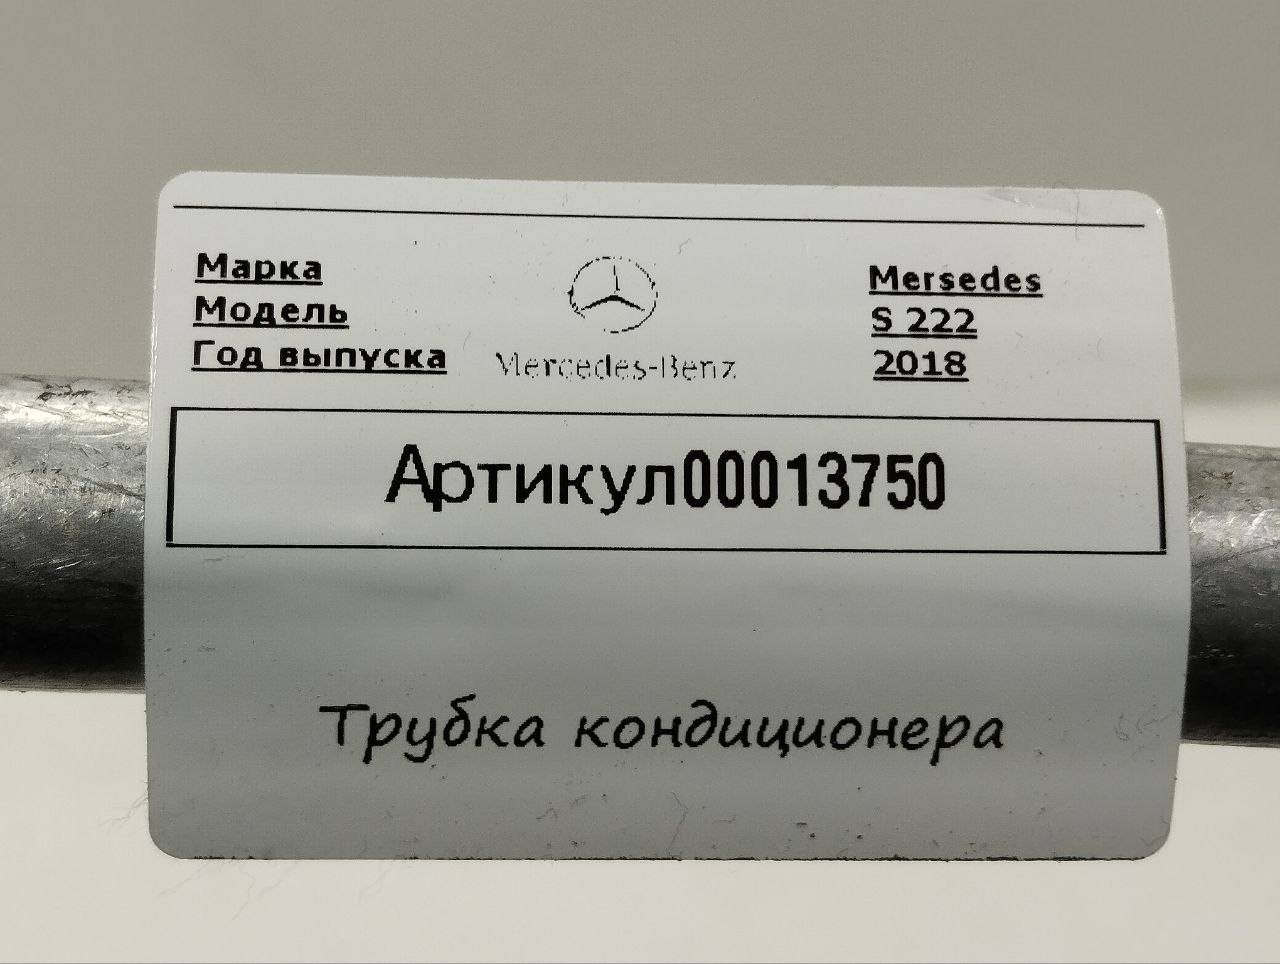 Марка Mersedes
Модель S 222
Год выпуска 2018
Mercedes-Benz
Артикул00013750
Трубка кондиционера